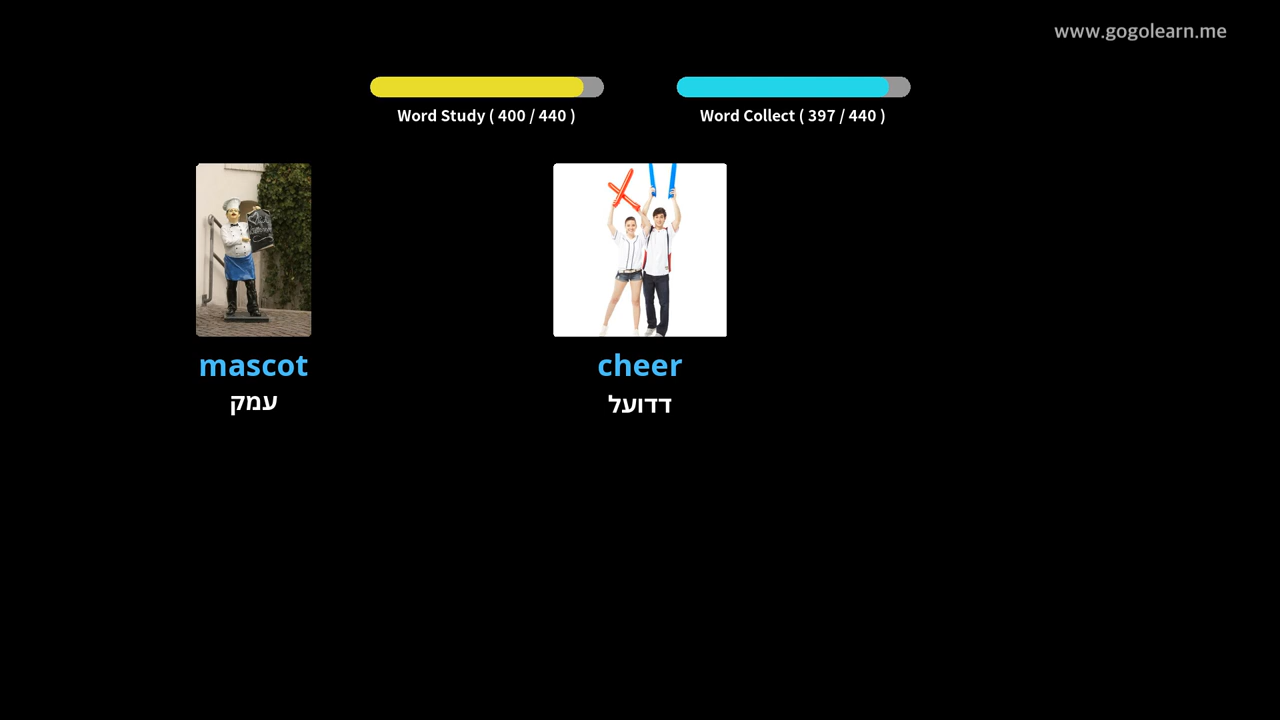 www.gogolearn.me
Word Study ( 400 / 440 )
Word Collect ( 397 / 440 )
mascot
עמק
cheer
דדועל